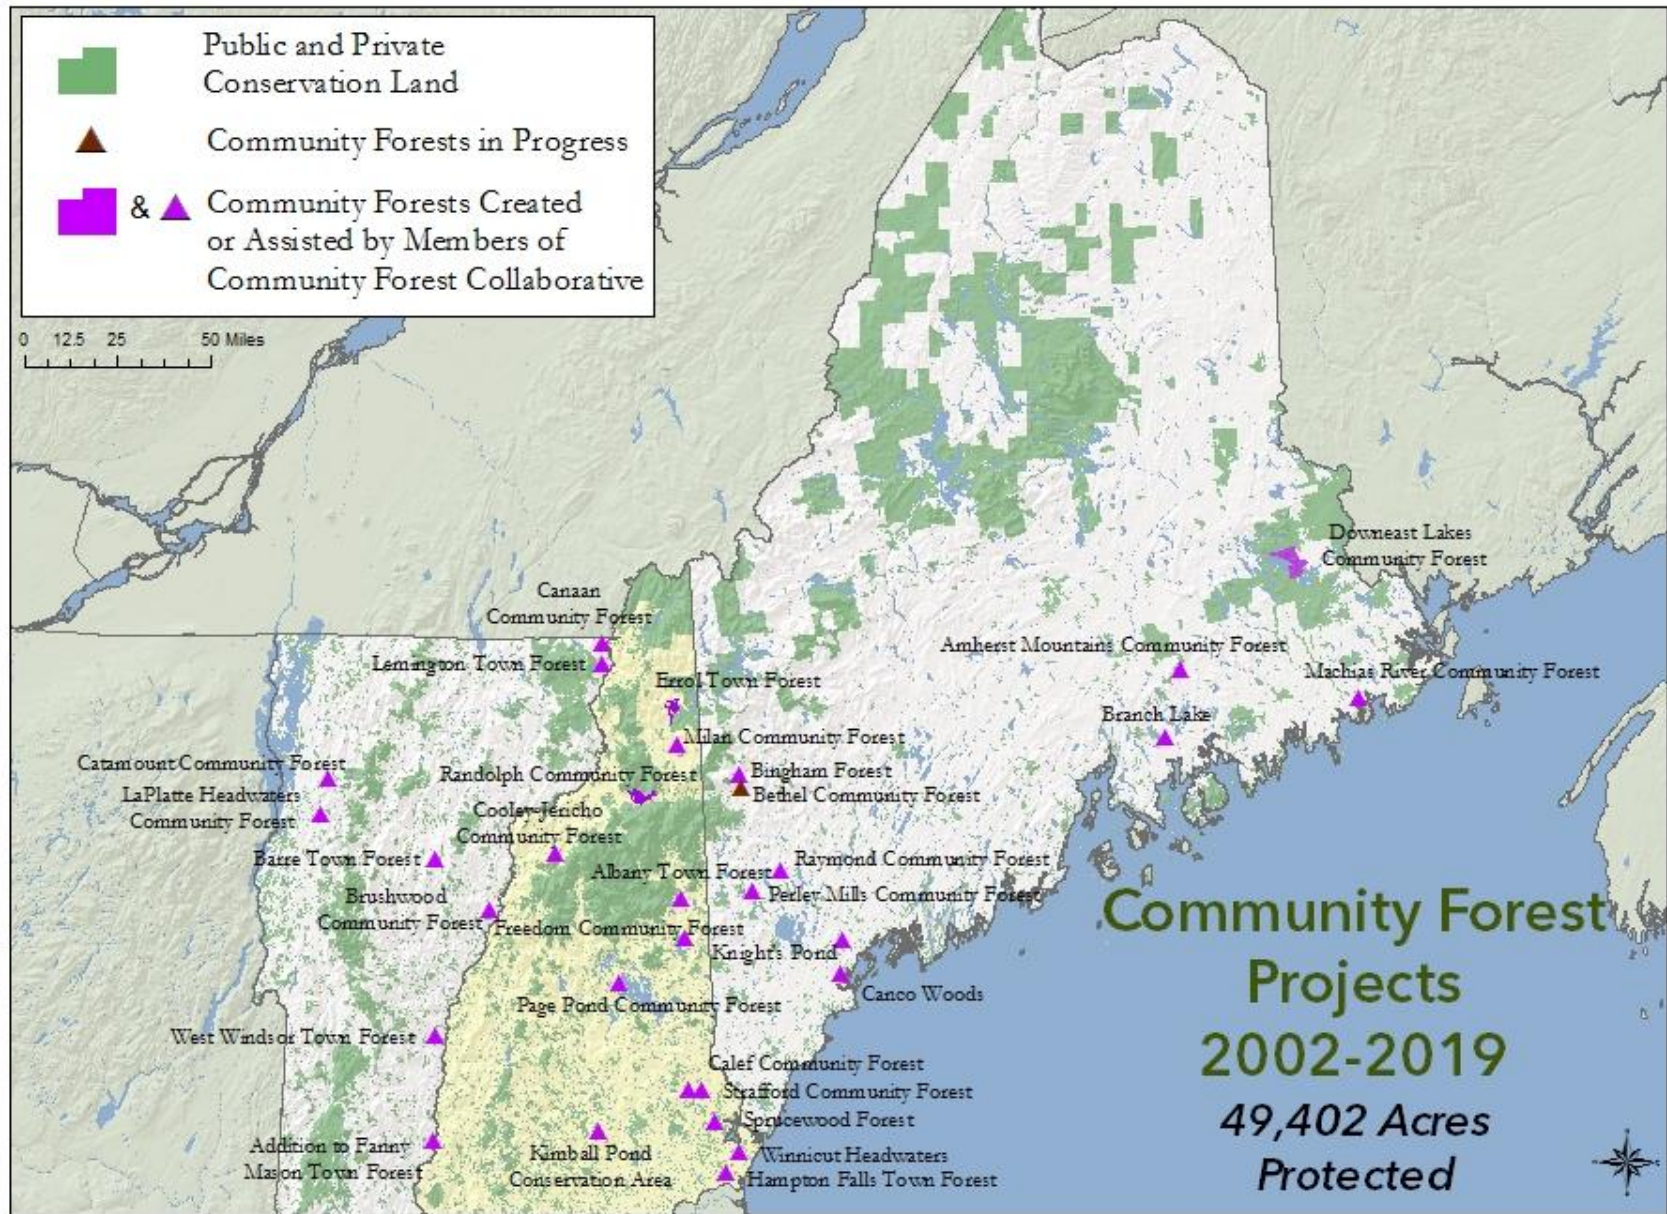 Public and Private
Conservation Land
Community Forests in Progress
& Community Forests Created
or Assisted by Members of
Community Forest Collaborative
0 12.5 25 50 Miles
Downeast Lakes
Community Forest
Canaan
Community Forest
Lemington Town Forest
Amherst Mountains Community Forest
Machias River Community Forest
Errol Town Forest
Branch Lake
Milan Community Forest
Catamount Community Forest
Randolph Community Forest
Bingham Forest
Bethel Community Forest
LaPlatte Headwaters
Community Forest
Cooley-Jericho
Community Forest
Barre Town Forest
Albany Town Forest
Raymond Community Forest
Perley Mills Community Forest
Brushwood
Community Forest
Freedom Community Forest
Knight's Pond
Canco Woods
Page Pond Community Forest
West Windsor Town Forest
Calef Community Forest
Strafford Community Forest
Sprucewood Forest
Addition to Fanny
Mason Town Forest
Kimball Pond
Conservation Area
Winnicut Headwaters
Hampton Falls Town Forest
Community Forest
Projects
2002-2019
49,402 Acres
Protected